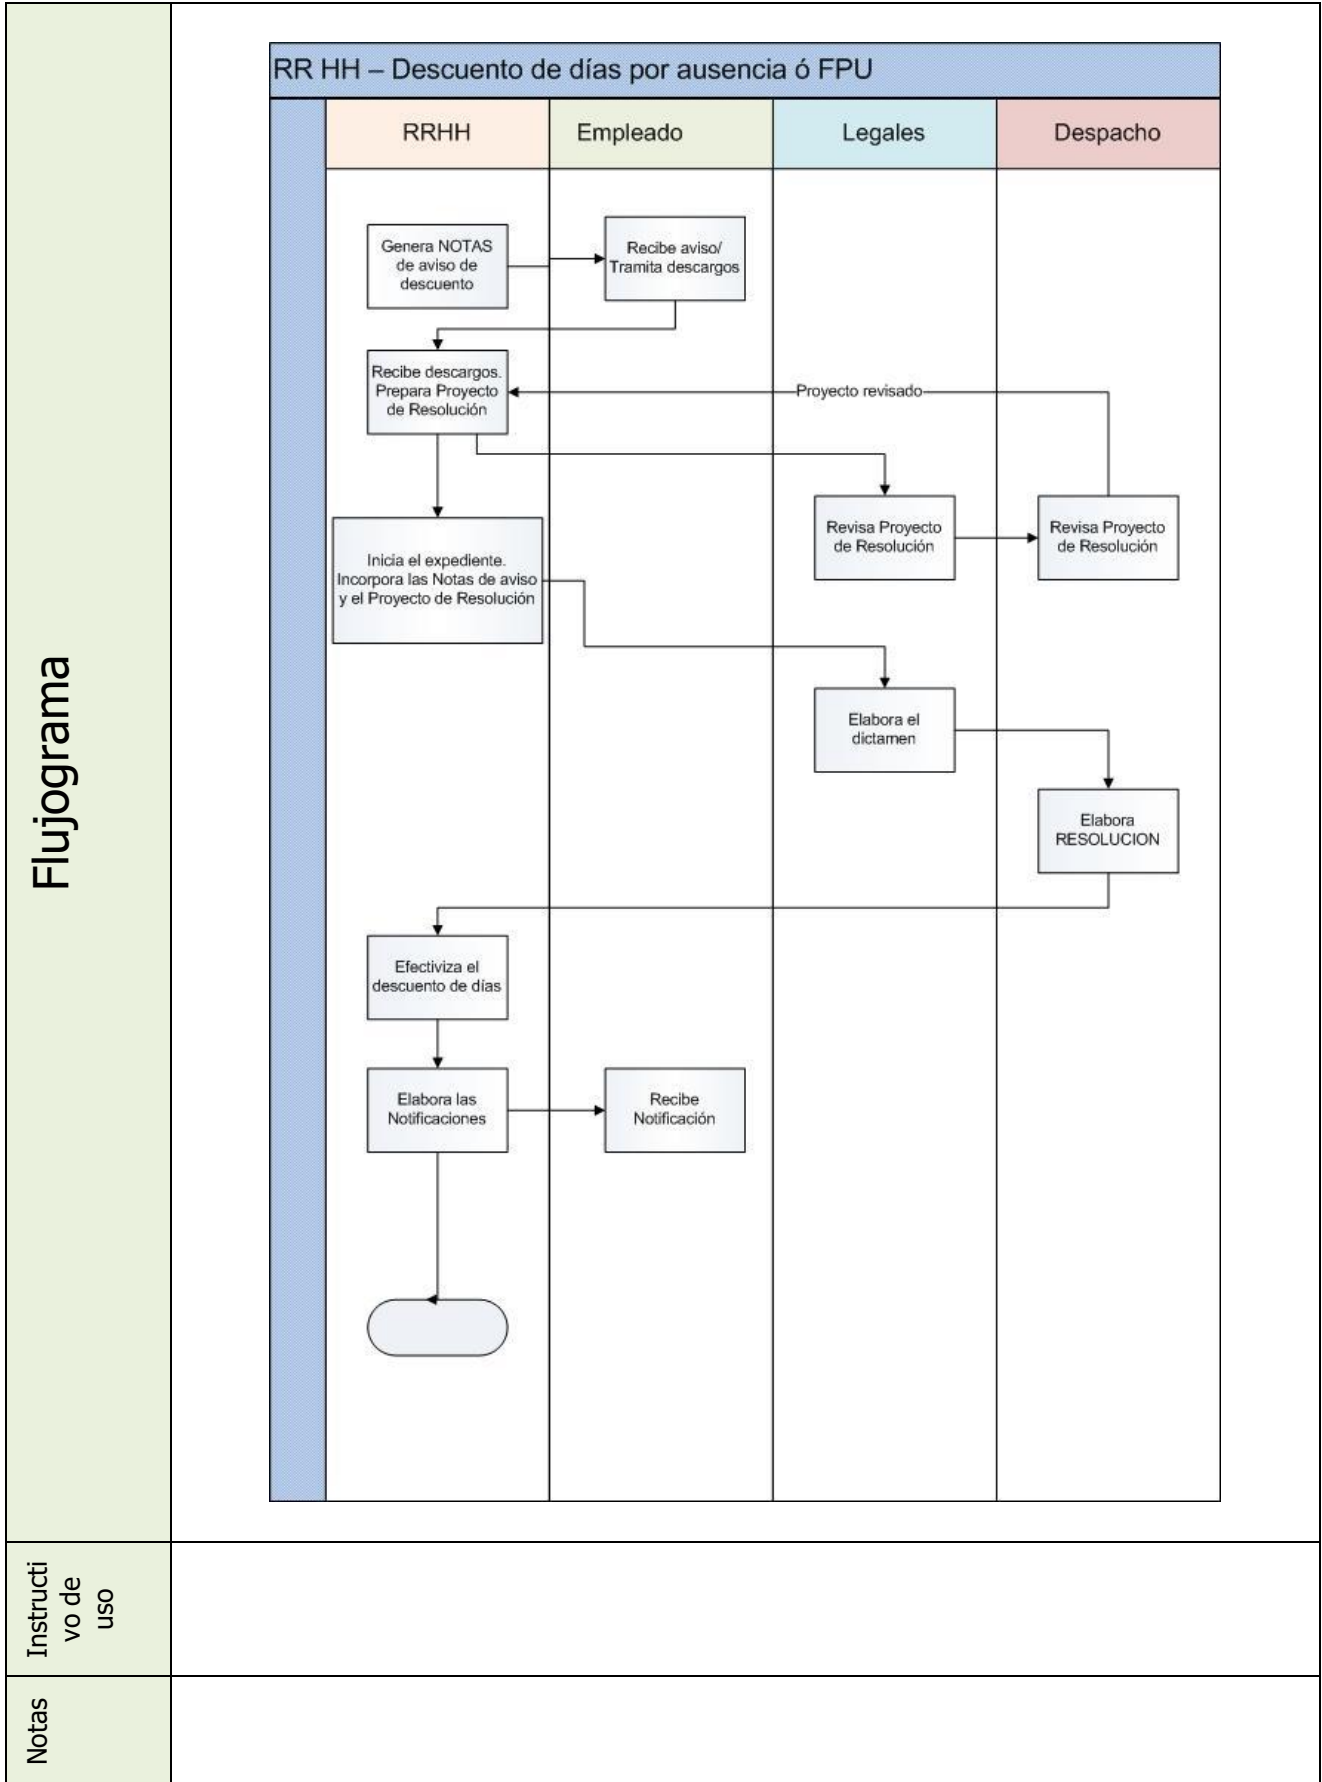 Flujograma
RR HH – Descuento de días por ausencia ó FPU
RRHH
Empleado
Legales
Despacho
Genera NOTAS
de aviso de
descuento
Recibe aviso/
Tramita descargos
Recibe descargos.
Prepara Proyecto
de Resolución
Proyecto revisado
Revisa Proyecto
de Resolución
Revisa Proyecto
de Resolución
Inicia el expediente.
Incorpora las Notas de aviso
y el Proyecto de Resolución
Elabora el
dictamen
Elabora
RESOLUCION
Efectiviza el
descuento de días
Elabora las
Notificaciones
Recibe
Notificación
Instructi
vo de
uso
Notas